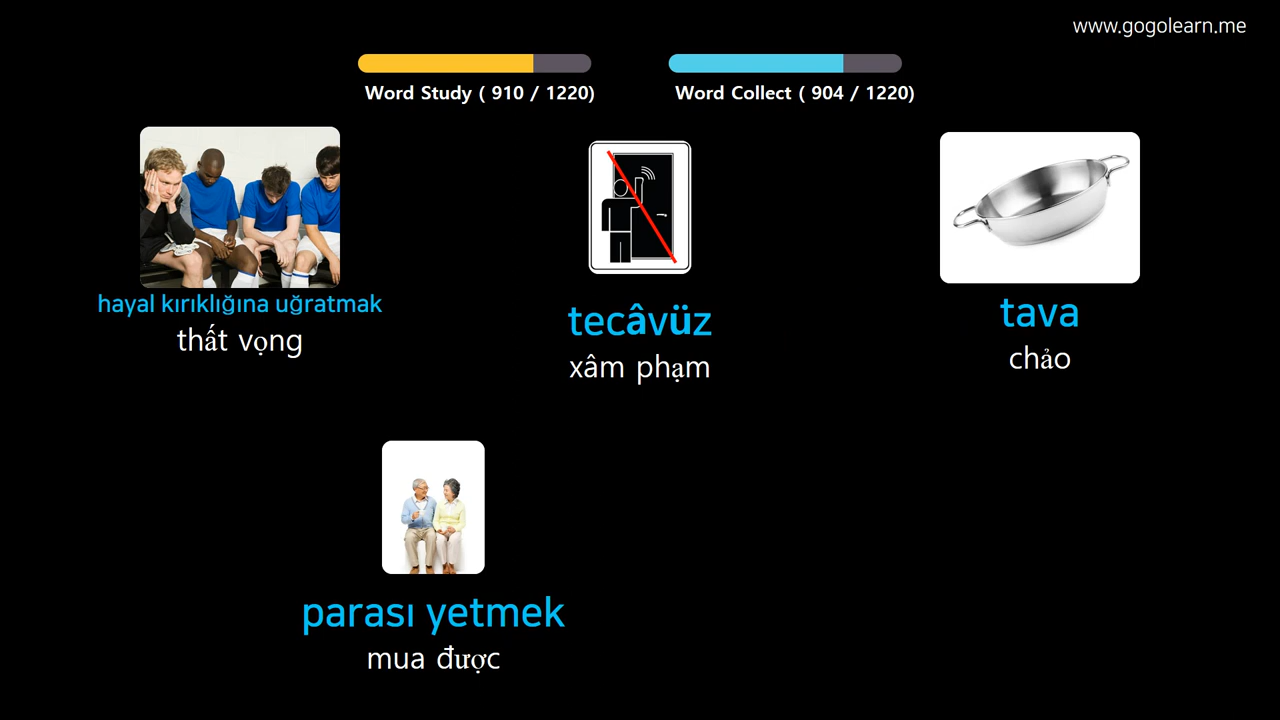 www.gogolearn.me
Word Study ( 910 / 1220)
Word Collect ( 904 / 1220)
hayal kırıklığına uğratmak
thất vọng
tecâvüz
xâm phạm
tava
chảo
parası yetmek
mua được